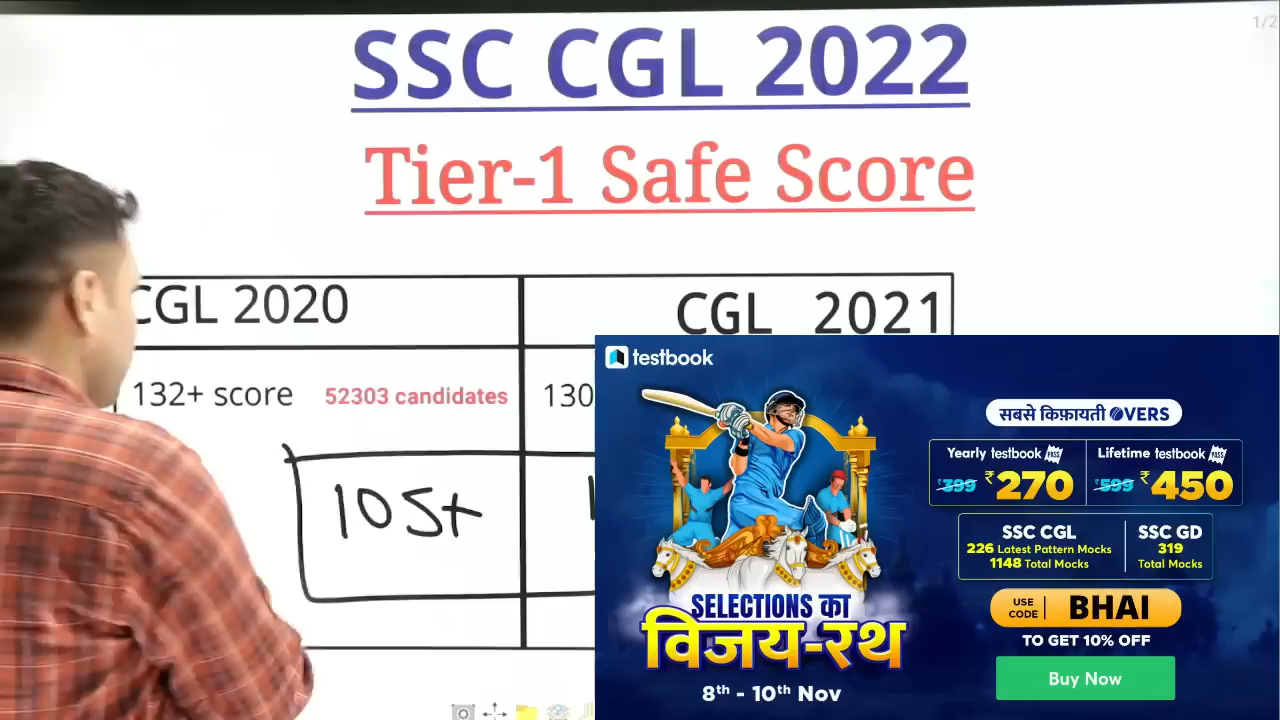 1/2
SSC CGL 2022
Tier-1 Safe Score
CGL 2020
CGL 2021
132+ score
52303 candidates
130
105+
testbook
सबसे किफ़ायती OVERS
Yearly testbook PASS
₹399 ₹270
Lifetime testbook PASS
₹599 ₹450
SSC CGL
226 Latest Pattern Mocks
1148 Total Mocks
SSC GD
319
Total Mocks
SELECTIONS का
विजय-रथ
8th - 10th Nov
USE CODE
BHAI
TO GET 10% OFF
Buy Now